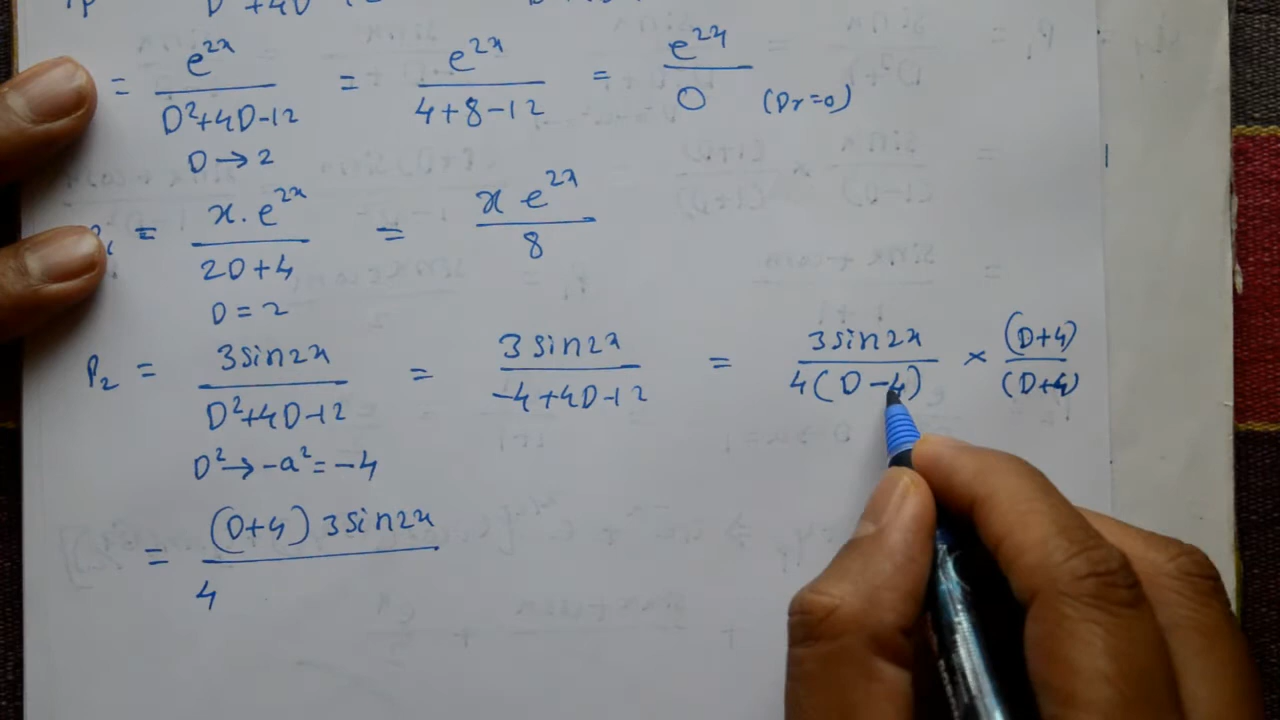 = e^{2x} / D²+4D-12 = e^{2x} / 4+8-12 = e^{2x} / 0 (Dr=0)
D → 2
= x.e^{2x} / 2D+4 = x e^{2x} / 8
D = 2
P₂ = 3sin2x / D²+4D-12 = 3sin2x / -4+4D-12 = 3sin2x / 4(D-4) × (D+4) / (D+4)
D² → -a² = -4
= (D+4) 3sin2x / 4